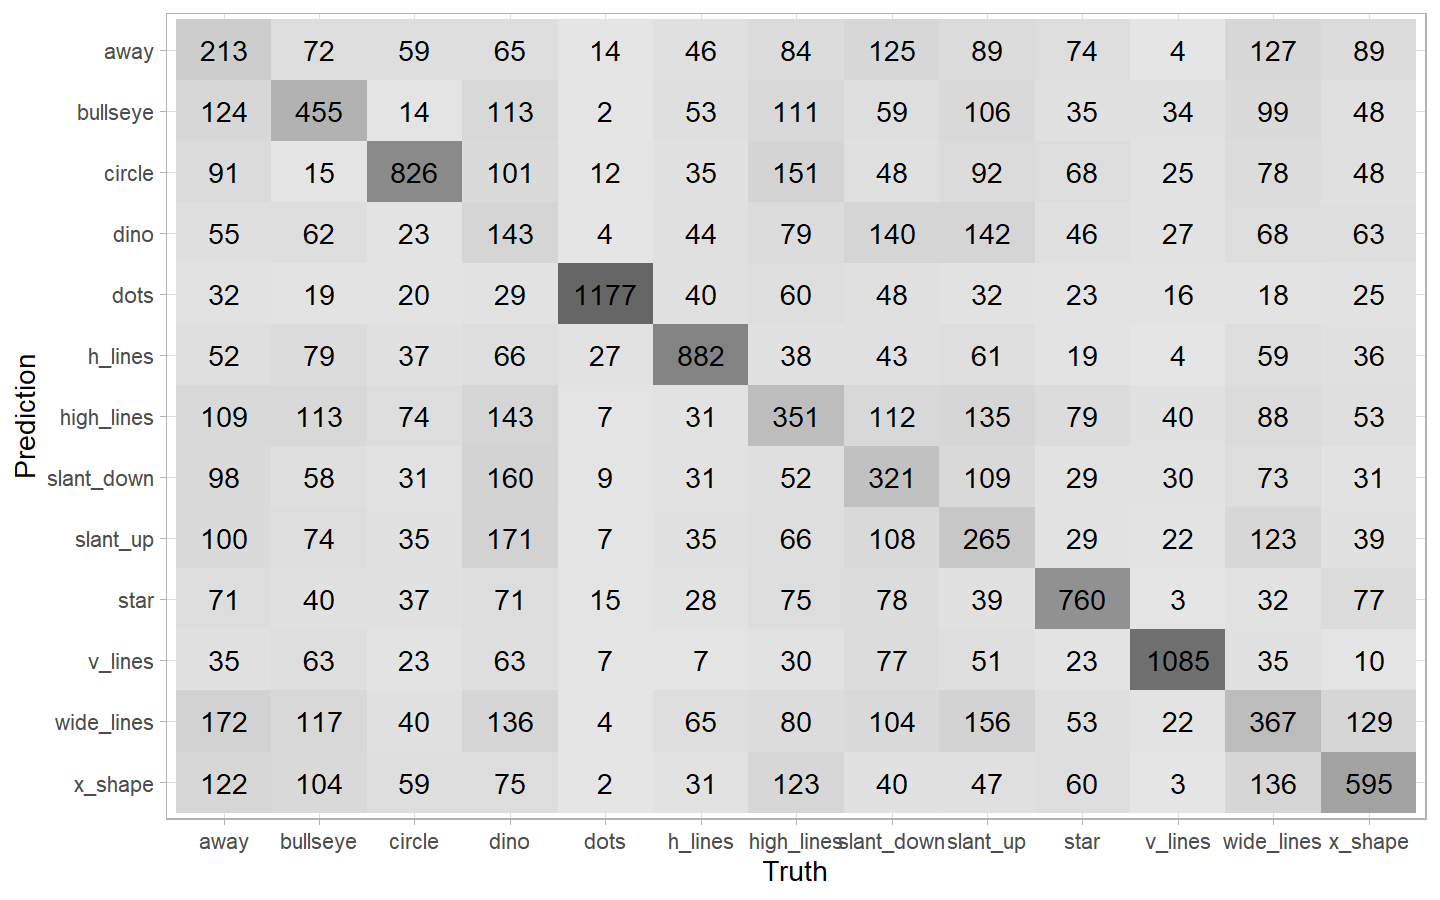 away 213 72 59 65 14 46 84 125 89 74 4 127 89
bullseye 124 455 14 113 2 53 111 59 106 35 34 99 48
circle 91 15 826 101 12 35 151 48 92 68 25 78 48
dino 55 62 23 143 4 44 79 140 142 46 27 68 63
dots 32 19 20 29 1177 40 60 48 32 23 16 18 25
h_lines 52 79 37 66 27 882 38 43 61 19 4 59 36
high_lines 109 113 74 143 7 31 351 112 135 79 40 88 53
slant_down 98 58 31 160 9 31 52 321 109 29 30 73 31
slant_up 100 74 35 171 7 35 66 108 265 29 22 123 39
star 71 40 37 71 15 28 75 78 39 760 3 32 77
v_lines 35 63 23 63 7 7 30 77 51 23 1085 35 10
wide_lines 172 117 40 136 4 65 80 104 156 53 22 367 129
x_shape 122 104 59 75 2 31 123 40 47 60 3 136 595
away bullseye circle dino dots h_lines high_lines slant_down slant_up star v_lines wide_lines x_shape
Truth
Prediction